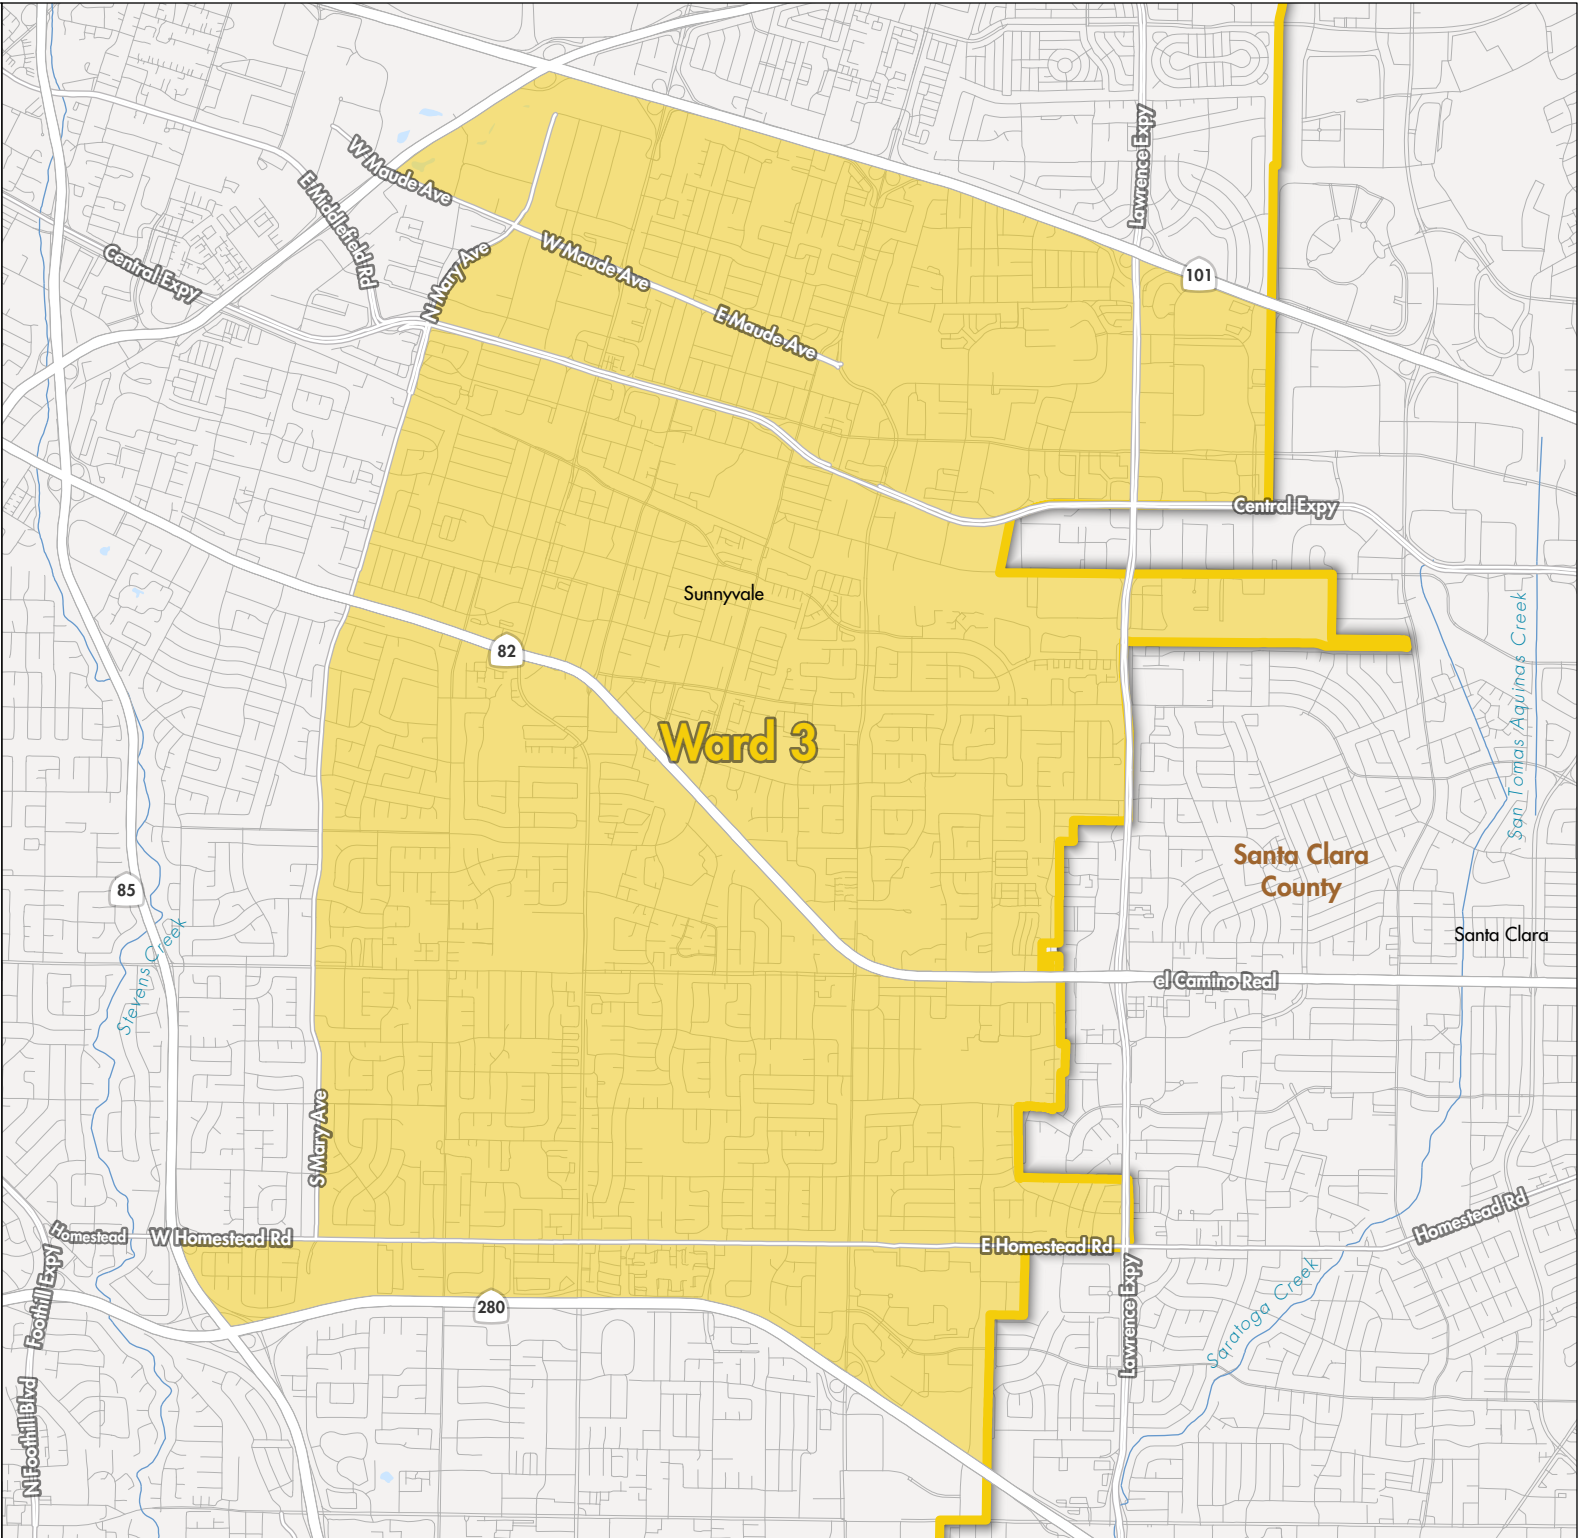 Lawrence Expy
W Maude Ave
E Middlefield Rd
Central Expy
N Mary Ave
W Maude Ave
101
E Maude Ave
Central Expy
Sunnyvale
82
Ward 3
San Tomas Aquinas Creek
Santa Clara
County
85
Santa Clara
Stevens Creek
el Camino Real
S Mary Ave
Homestead
W Homestead Rd
E Homestead Rd
Homestead Rd
Foothill Expy
280
Lawrence Expy
Saratoga Creek
N Foothill Blvd